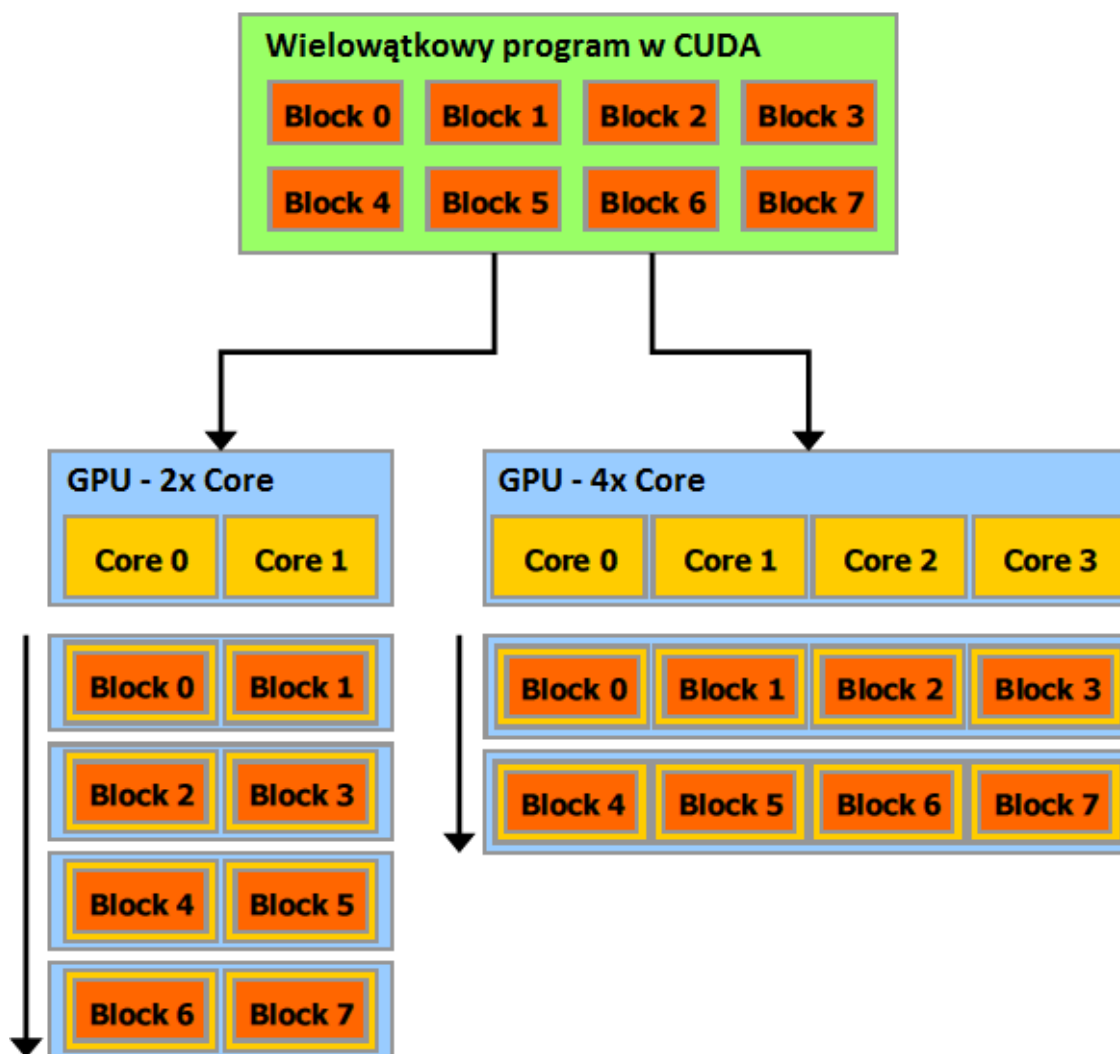 Wielowątkowy program w CUDA
Block 0 Block 1 Block 2 Block 3
Block 4 Block 5 Block 6 Block 7
GPU - 2x Core
Core 0 Core 1
Block 0 Block 1
Block 2 Block 3
Block 4 Block 5
Block 6 Block 7
GPU - 4x Core
Core 0 Core 1 Core 2 Core 3
Block 0 Block 1 Block 2 Block 3
Block 4 Block 5 Block 6 Block 7